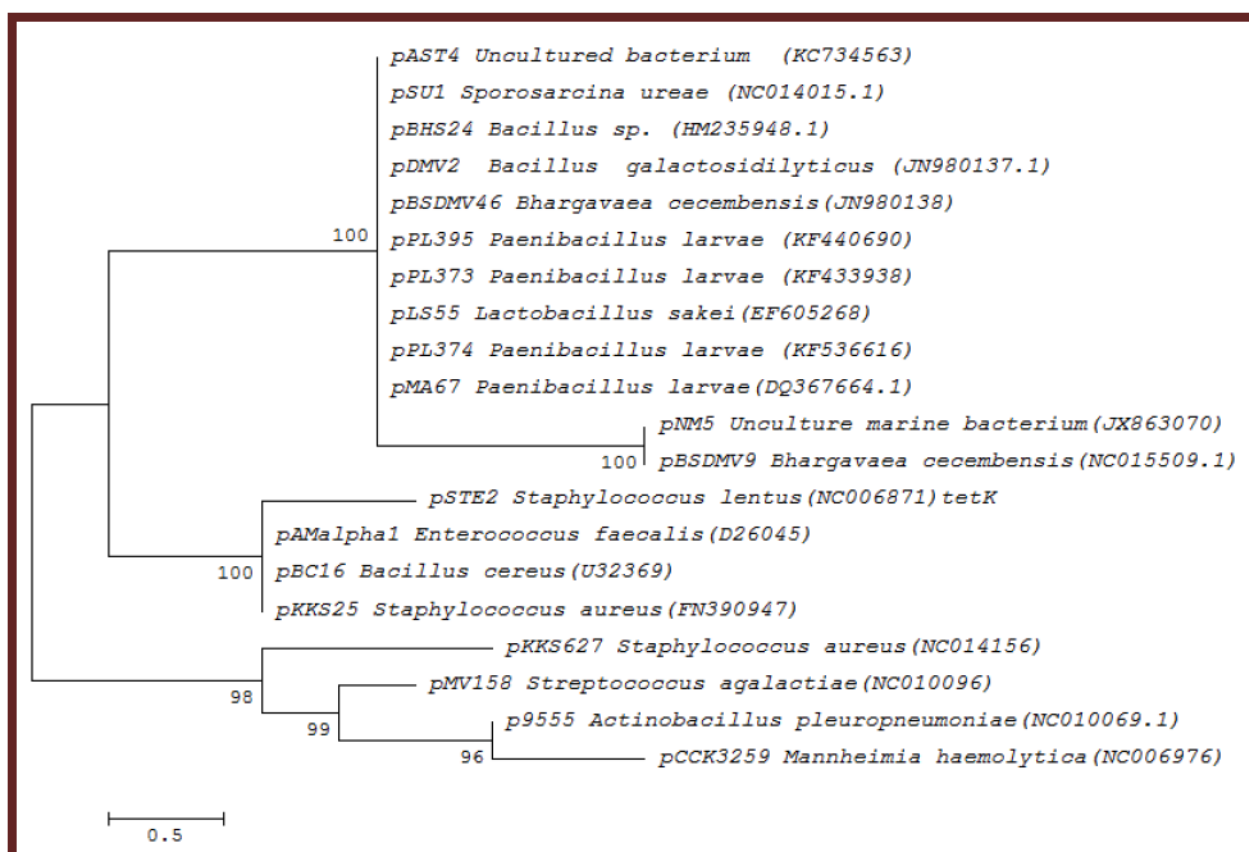 pAST4 Uncultured bacterium (KC734563)
pSU1 Sporosarcina ureae (NC014015.1)
pBHS24 Bacillus sp. (HM235948.1)
pDMV2 Bacillus galactosidilyticus (JN980137.1)
pBSDMV46 Bhargavaea cecembensis(JN980138)
100
pPL395 Paenibacillus larvae (KF440690)
pPL373 Paenibacillus larvae (KF433938)
pLS55 Lactobacillus sakei(EF605268)
pPL374 Paenibacillus larvae (KF536616)
pMA67 Paenibacillus larvae(DQ367664.1)
pNM5 Unculture marine bacterium(JX863070)
100
pBSDMV9 Bhargavaea cecembensis(NC015509.1)
pSTE2 Staphylococcus lentus(NC006871)tetK
pAMalpha1 Enterococcus faecalis(D26045)
100
pBC16 Bacillus cereus(U32369)
pKKS25 Staphylococcus aureus(FN390947)
pKKS627 Staphylococcus aureus(NC014156)
98
pMV158 Streptococcus agalactiae(NC010096)
99
p9555 Actinobacillus pleuropneumoniae(NC010069.1)
96
pCCK3259 Mannheimia haemolytica(NC006976)
0.5